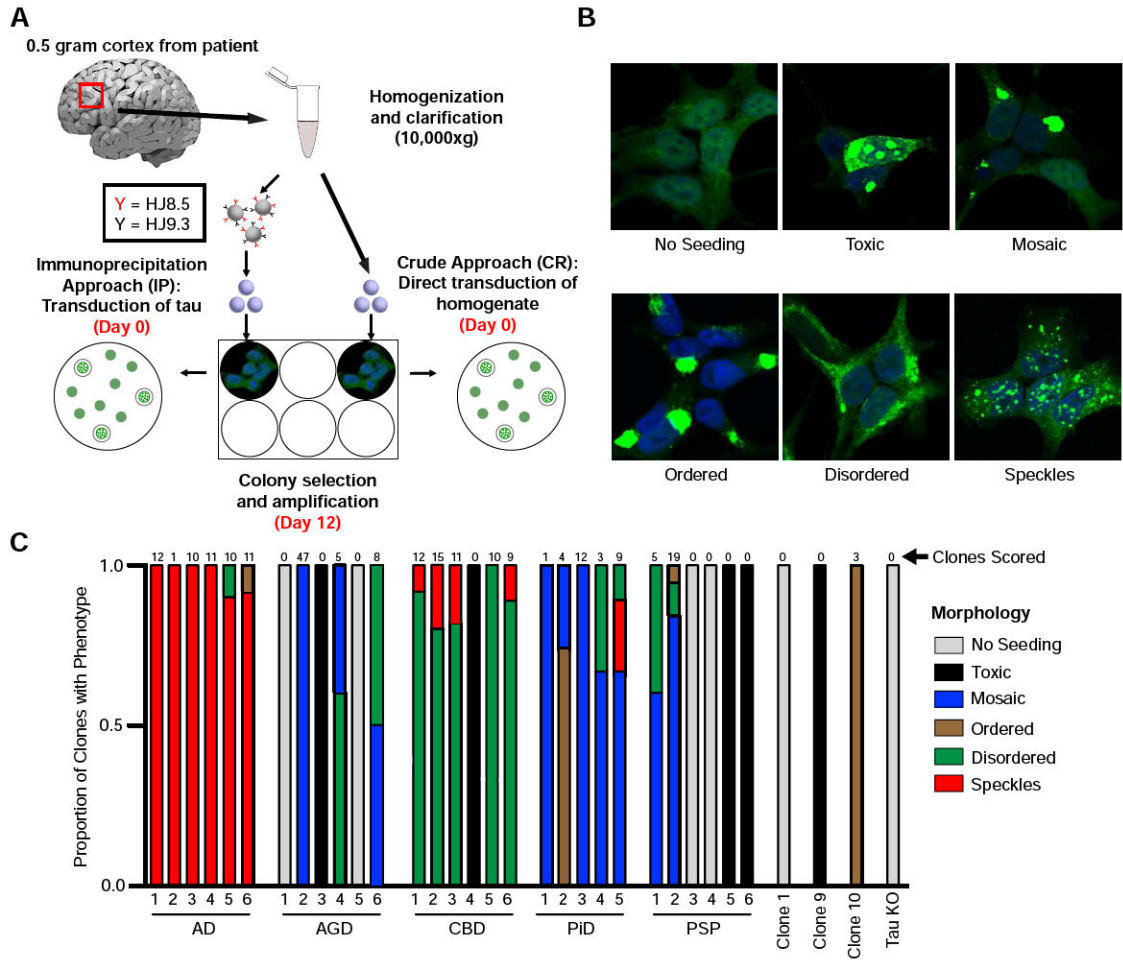 A
0.5 gram cortex from patient
Homogenization
and clarification
(10,000xg)
Y = HJ8.5
Y = HJ9.3
Immunoprecipitation
Approach (IP):
Transduction of tau
(Day 0)
Crude Approach (CR):
Direct transduction of
homogenate
(Day 0)
Colony selection
and amplification
(Day 12)
B
No Seeding
Toxic
Mosaic
Ordered
Disordered
Speckles
C
12 1 10 11 10 11 0 47 0 5 0 8 12 15 11 0 10 9 1 4 12 3 9 5 19 0 0 0 0 0 0 3 0
Clones Scored
Proportion of Clones with Phenotype
1.0
0.5
0.0
Morphology
No Seeding
Toxic
Mosaic
Ordered
Disordered
Speckles
1 2 3 4 5 6 1 2 3 4 5 6 1 2 3 4 5 6 1 2 3 4 5 1 2 3 4 5 6
AD AGD CBD PiD PSP
Clone 1
Clone 9
Clone 10
Tau KO